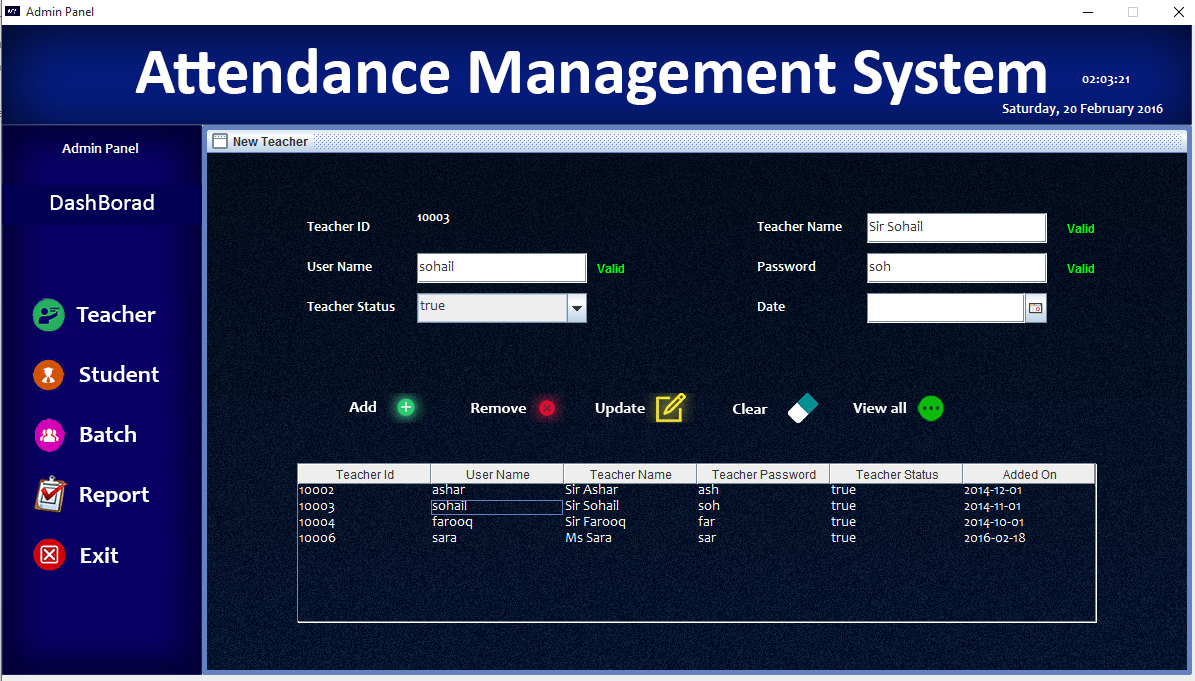 Admin Panel
Attendance Management System
02:03:21
Saturday, 20 February 2016
Admin Panel
DashBorad
Teacher
Student
Batch
Report
Exit
New Teacher
Teacher ID 10003 Teacher Name Sir Sohail Valid
User Name sohail Valid Password soh Valid
Teacher Status true Date
Add Remove Update Clear View all
Teacher Id User Name Teacher Name Teacher Password Teacher Status Added On
10002 ashar Sir Ashar ash true 2014-12-01
10003 sohail Sir Sohail soh true 2014-11-01
10004 farooq Sir Farooq far true 2014-10-01
10006 sara Ms Sara sar true 2016-02-18